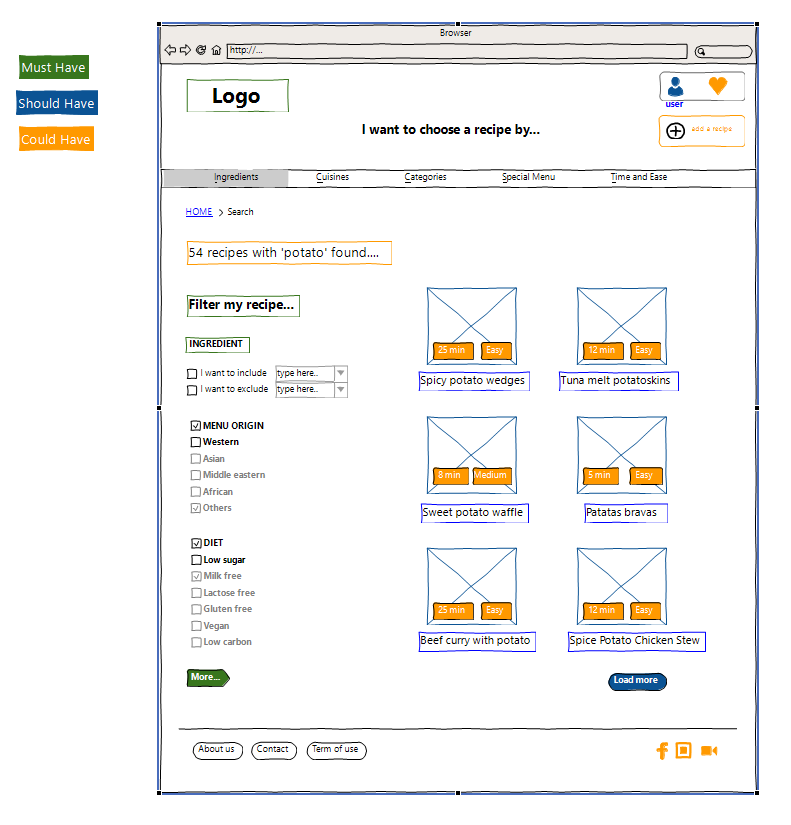 Must Have
Should Have
Could Have
Browser
http://...
Logo
user
I want to choose a recipe by...
add a recipe
Ingredients Cuisines Categories Special Menu Time and Ease
HOME > Search
54 recipes with 'potato' found....
Filter my recipe...
INGREDIENT
I want to include type here..
I want to exclude type here..
MENU ORIGIN
Western
Asian
Middle eastern
African
Others
DIET
Low sugar
Milk free
Lactose free
Gluten free
Vegan
Low carbon
More...
25 min Easy
12 min Easy
Spicy potato wedges
Tuna melt potatoskins
8 min Medium
5 min Easy
Sweet potato waffle
Patatas bravas
25 min Easy
12 min Easy
Beef curry with potato
Spice Potato Chicken Stew
Load more
About us Contact Term of use